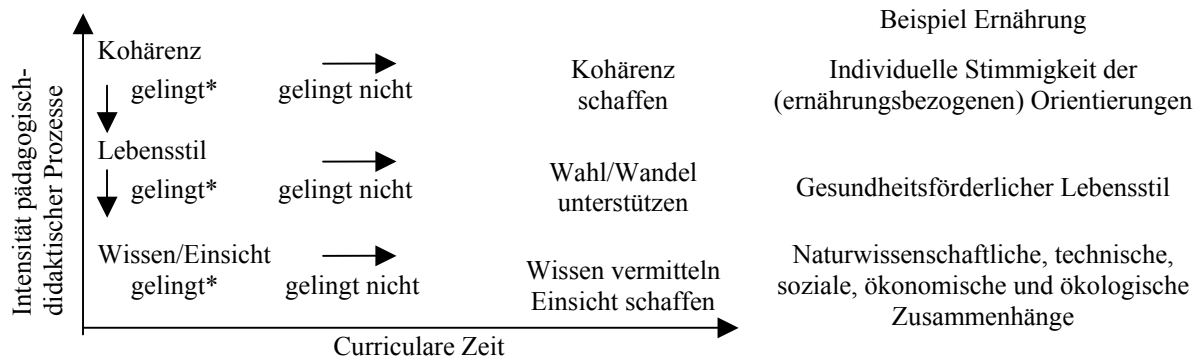 Beispiel Ernährung
Intensität pädagogisch-
didaktischer Prozesse
Kohärenz
gelingt*
gelingt nicht
Kohärenz
schaffen
Individuelle Stimmigkeit der
(ernährungsbezogenen) Orientierungen
Lebensstil
gelingt*
gelingt nicht
Wahl/Wandel
unterstützen
Gesundheitsförderlicher Lebensstil
Wissen/Einsicht
gelingt*
gelingt nicht
Wissen vermitteln
Einsicht schaffen
Naturwissenschaftliche, technische,
soziale, ökonomische und ökologische
Zusammenhänge
Curriculare Zeit